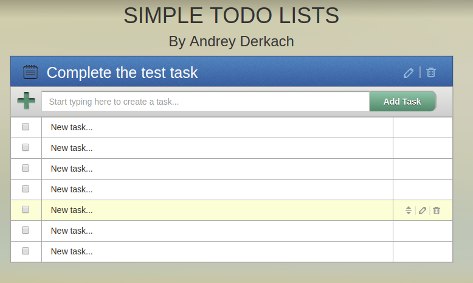 SIMPLE TODO LISTS
By Andrey Derkach
Complete the test task
Start typing here to create a task...
Add Task
New task...
New task...
New task...
New task...
New task...
New task...
New task...